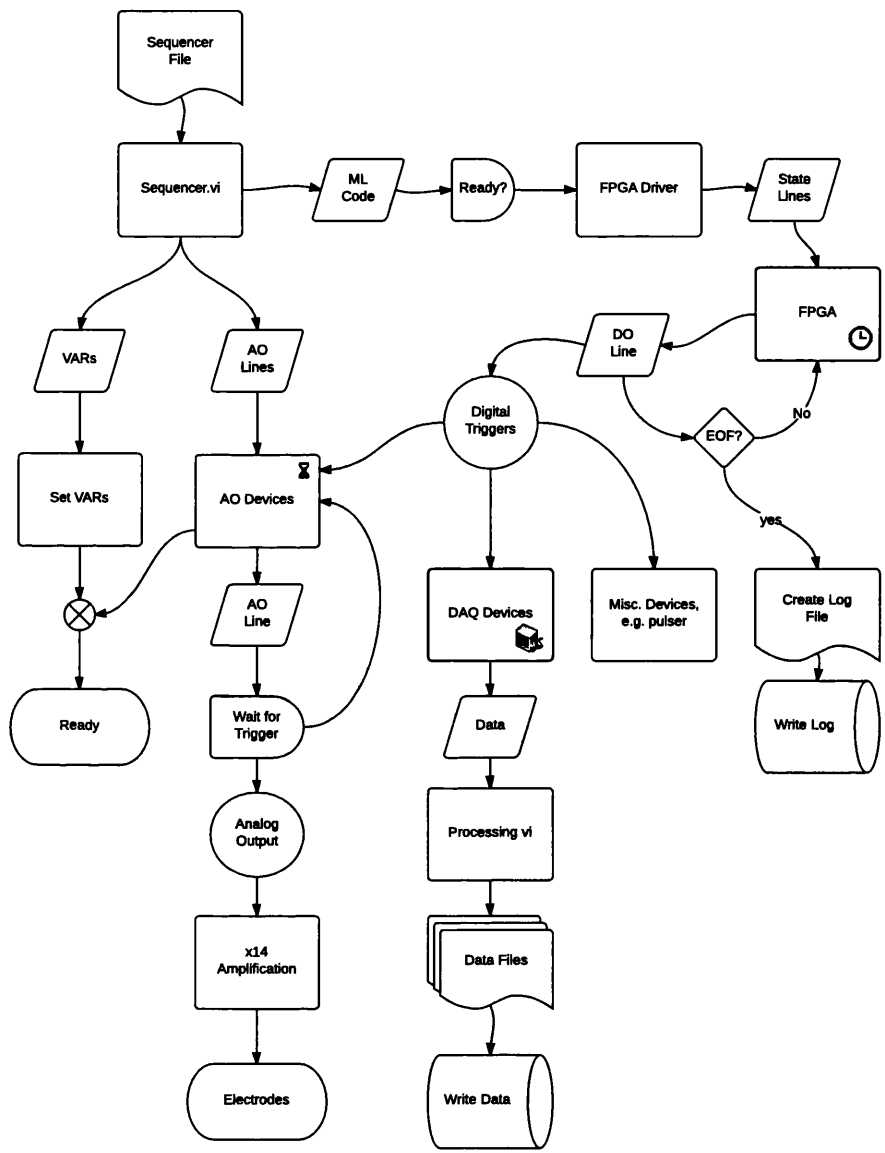 Sequencer
File
Sequencer.vi
ML
Code
Ready?
FPGA Driver
State
Lines
FPGA
VARs
AO
Lines
DO
Line
Digital
Triggers
EOF?
No
yes
Set VARs
AO Devices
AO
Line
DAQ Devices
Misc. Devices,
e.g. pulser
Create Log
File
Ready
Wait for
Trigger
Data
Write Log
Analog
Output
Processing vi
x14
Amplification
Data Files
Electrodes
Write Data